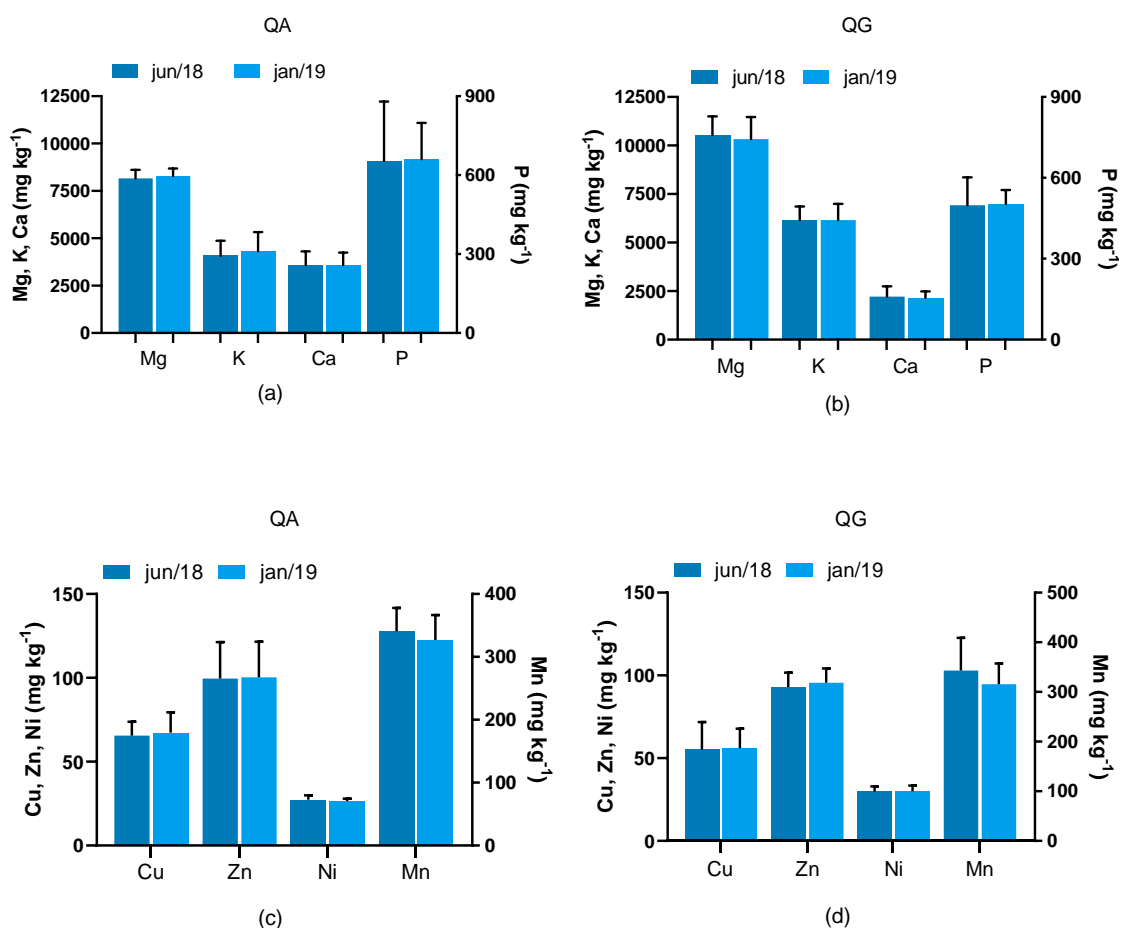 QA
jun/18 jan/19
12500
10000
7500
5000
2500
0
Mg, K, Ca (mg kg-1)
900
600
300
0
P (mg kg-1)
Mg K Ca P
(a)
QG
jun/18 jan/19
12500
10000
7500
5000
2500
0
Mg, K, Ca (mg kg-1)
900
600
300
0
P (mg kg-1)
Mg K Ca P
(b)
QA
jun/18 jan/19
150
100
50
0
Cu, Zn, Ni (mg kg-1)
400
300
200
100
0
Mn (mg kg-1)
Cu Zn Ni Mn
(c)
QG
jun/18 jan/19
150
100
50
0
Cu, Zn, Ni (mg kg-1)
500
400
300
200
100
0
Mn (mg kg-1)
Cu Zn Ni Mn
(d)